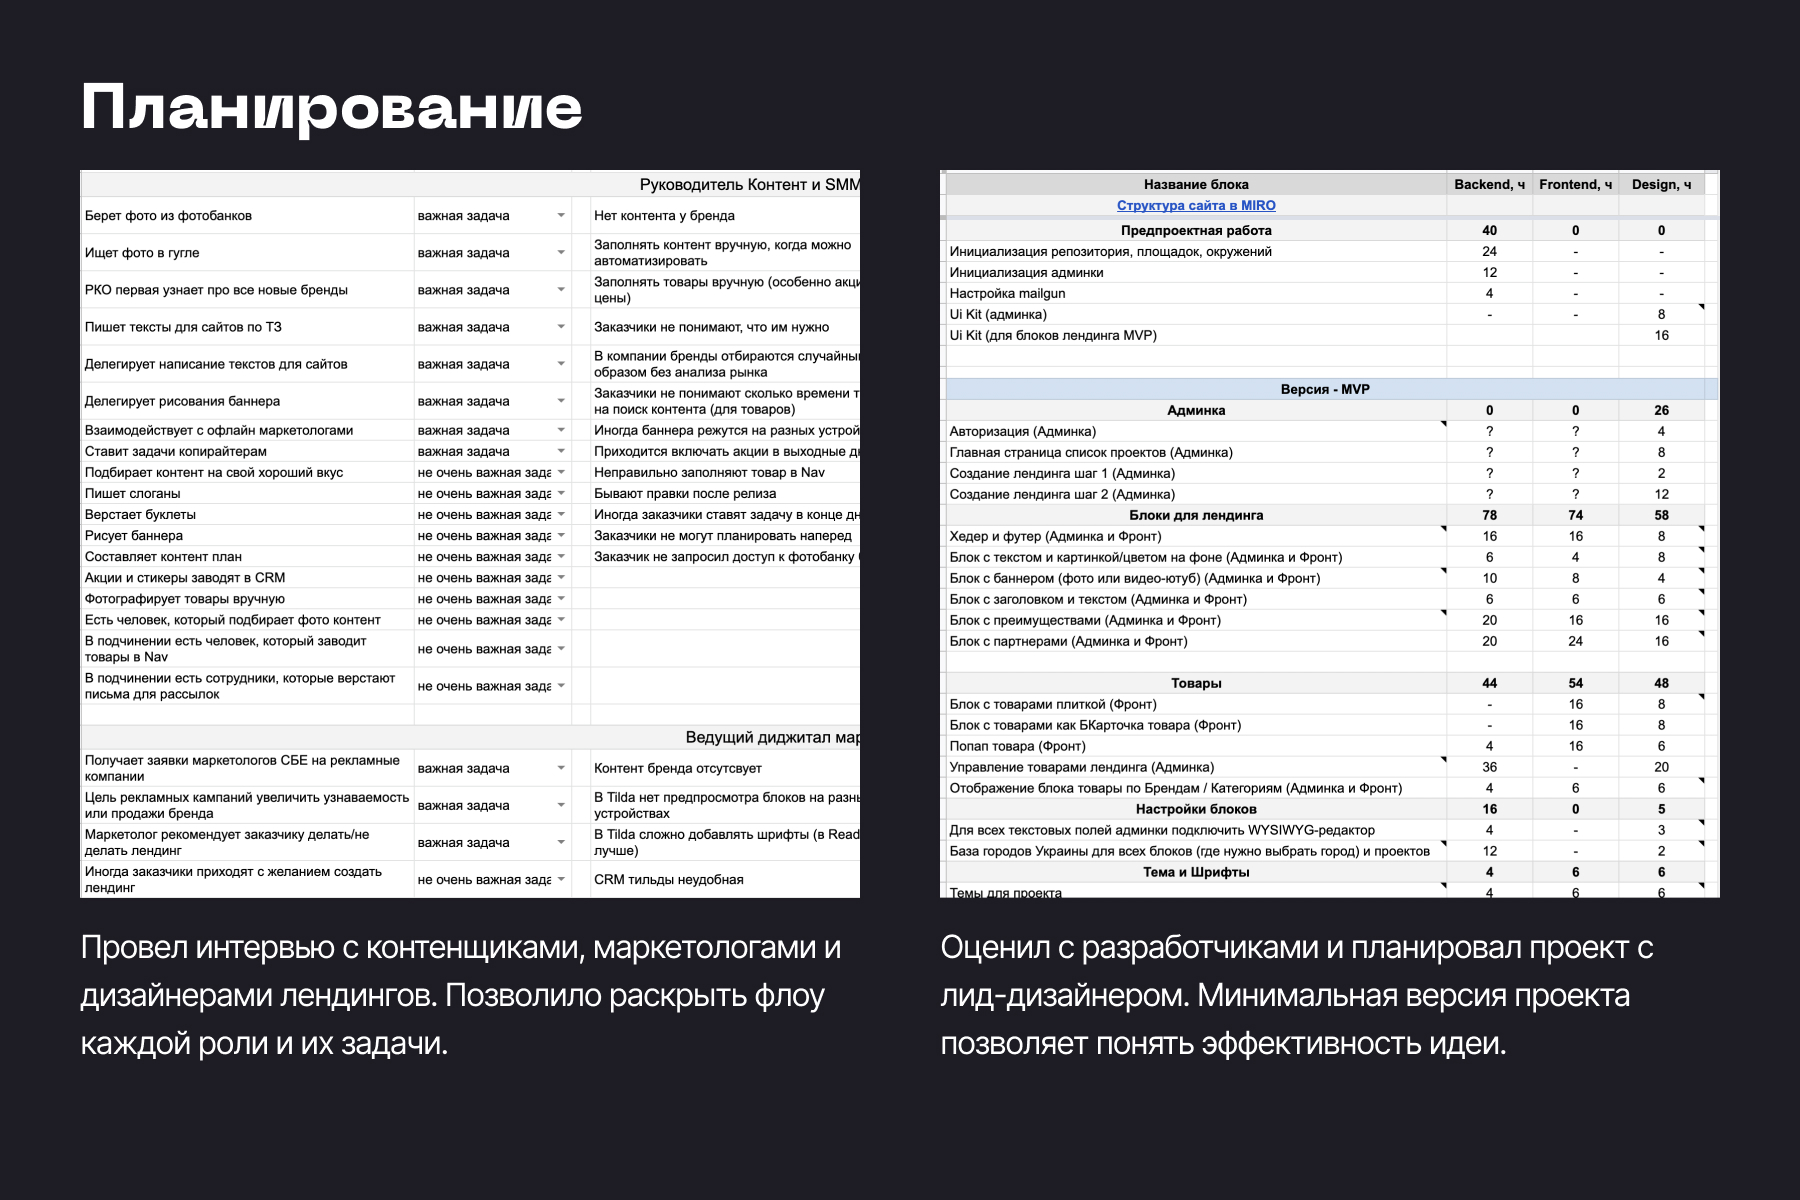 Планирование
Руководитель Контент и SMM
Берет фото из фотобанков важная задача Нет контента у бренда
Ищет фото в гугле важная задача Заполнять контент вручную, когда можно
автоматизировать
РКО первая узнает про все новые бренды важная задача Заполнять товары вручную (особенно акци
цены)
Пишет тексты для сайтов по ТЗ важная задача Заказчики не понимают, что им нужно
Делегирует написание текстов для сайтов важная задача В компании бренды отбираются случайны
образом без анализа рынка
Делегирует рисования баннера важная задача Заказчики не понимают сколько времени т
на поиск контента (для товаров)
Взаимодействует с офлайн маркетологами важная задача Иногда баннера режутся на разных устрой
Ставит задачи копирайтерам важная задача Приходится включать акции в выходные д
Подбирает контент на свой хороший вкус не очень важная зада Неправильно заполняют товар в Nav
Пишет слоганы не очень важная зада Бывают правки после релиза
Верстает буклеты не очень важная зада Иногда заказчики ставят задачу в конце дн
Рисует баннера не очень важная зада Заказчики не могут планировать наперед
Составляет контент план не очень важная зада Заказчик не запросил доступ к фотобанку
Акции и стикеры заводят в CRM не очень важная зада
Фотографирует товары вручную не очень важная зада
Есть человек, который подбирает фото контент не очень важная зада
В подчинении есть человек, который заводит
товары в Nav не очень важная зада
В подчинении есть сотрудники, которые верстают
письма для рассылок не очень важная зада
Ведущий диджитал мар
Получает заявки маркетологов СБЕ на рекламные
компании важная задача Контент бренда отсутсвует
Цель рекламных кампаний увеличить узнаваемость
или продажи бренда важная задача В Tilda нет предпросмотра блоков на разны
устройствах
Маркетолог рекомендует заказчику делать/не
делать лендинг важная задача В Tilda сложно добавлять шрифты (в Read
лучше)
Иногда заказчики приходят с желанием создать
лендинг не очень важная зада CRM тильды неудобная
Провел интервью с контенщиками, маркетологами и
дизайнерами лендингов. Позволило раскрыть флоу
каждой роли и их задачи.
Название блока Backend, ч Frontend, ч Design, ч
Структура сайта в MIRO
Предпроектная работа 40 0 0
Инициализация репозитория, площадок, окружений 24 - -
Инициализация админки 12 - -
Настройка mailgun 4 - -
Ui Kit (админка) - - 8
Ui Kit (для блоков лендинга MVP) 16
Версия - MVP
Админка 0 0 26
Авторизация (Админка) ? ? 4
Главная страница список проектов (Админка) ? ? 8
Создание лендинга шаг 1 (Админка) ? ? 2
Создание лендинга шаг 2 (Админка) ? ? 12
Блоки для лендинга 78 74 58
Хедер и футер (Админка и Фронт) 16 16 8
Блок с текстом и картинкой/цветом на фоне (Админка и Фронт) 6 4 8
Блок с баннером (фото или видео-ютуб) (Админка и Фронт) 10 8 4
Блок с заголовком и текстом (Админка и Фронт) 6 6 6
Блок с преимуществами (Админка и Фронт) 20 16 16
Блок с партнерами (Админка и Фронт) 20 24 16
Товары 44 54 48
Блок с товарами плиткой (Фронт) - 16 8
Блок с товарами как БКарточка товара (Фронт) - 16 8
Попап товара (Фронт) 4 16 6
Управление товарами лендинга (Админка) 36 - 20
Отображение блока товары по Брендам / Категориям (Админка и Фронт) 4 6 6
Настройки блоков 16 0 5
Для всех текстовых полей админки подключить WYSIWYG-редактор 4 - 3
База городов Украины для всех блоков (где нужно выбрать город) и проектов 12 - 2
Тема и Шрифты 4 6 6
Темы для проекта 4 6 6
Оценил с разработчиками и планировал проект с
лид-дизайнером. Минимальная версия проекта
позволяет понять эффективность идеи.